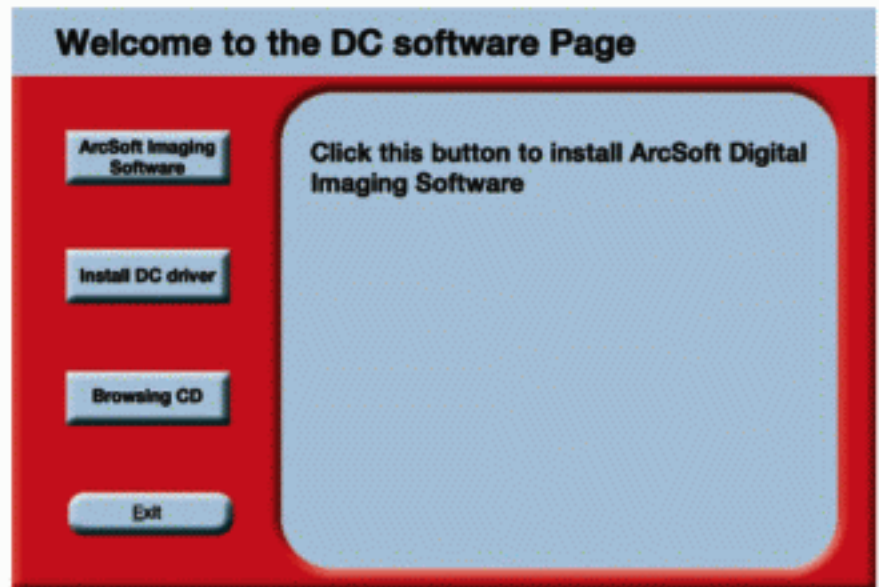 Welcome to the DC software Page
ArcSoft Imaging
Software
Click this button to install ArcSoft Digital
Imaging Software
Install DC driver
Browsing CD
Exit